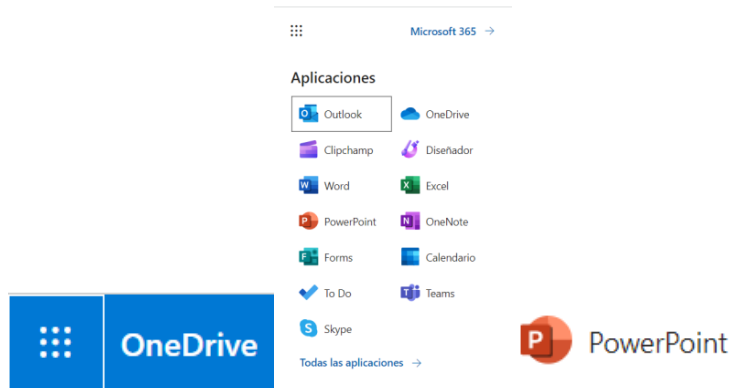 Microsoft 365 →
Aplicaciones
Outlook OneDrive
Clipchamp Diseñador
Word Excel
PowerPoint OneNote
Forms Calendario
To Do Teams
Skype
Todas las aplicaciones →
OneDrive
PowerPoint